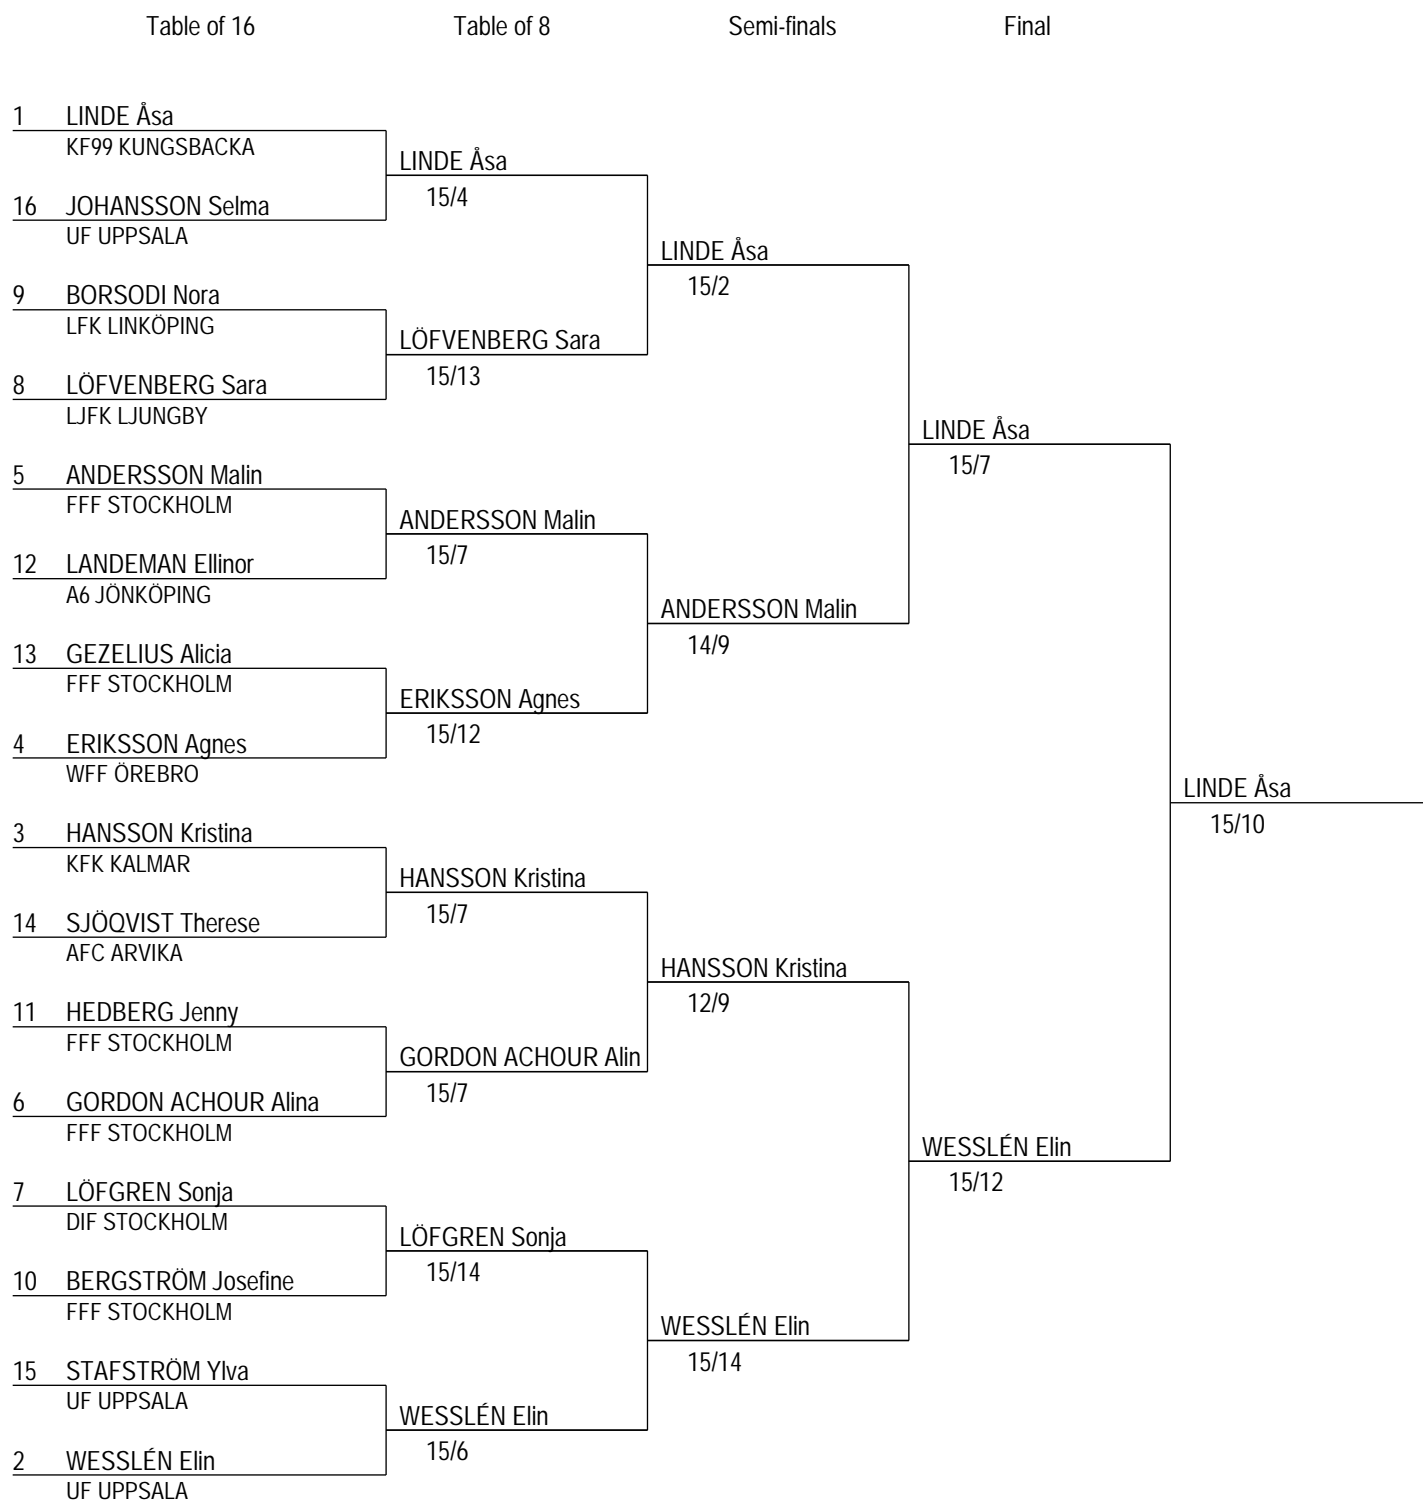 Table of 16 Table of 8 Semi-finals Final
1 LINDE Åsa
KF99 KUNGSBACKA
LINDE Åsa
15/4
16 JOHANSSON Selma
UF UPPSALA
LINDE Åsa
15/2
9 BORSODI Nora
LFK LINKÖPING
LÖFVENBERG Sara
15/13
8 LÖFVENBERG Sara
LJFK LJUNGBY
LINDE Åsa
15/7
5 ANDERSSON Malin
FFF STOCKHOLM
ANDERSSON Malin
15/7
12 LANDEMAN Ellinor
A6 JÖNKÖPING
ANDERSSON Malin
14/9
13 GEZELIUS Alicia
FFF STOCKHOLM
ERIKSSON Agnes
15/12
4 ERIKSSON Agnes
WFF ÖREBRO
LINDE Åsa
15/10
3 HANSSON Kristina
KFK KALMAR
HANSSON Kristina
15/7
14 SJÖQVIST Therese
AFC ARVIKA
HANSSON Kristina
12/9
11 HEDBERG Jenny
FFF STOCKHOLM
GORDON ACHOUR Alin
15/7
6 GORDON ACHOUR Alina
FFF STOCKHOLM
WESSLÉN Elin
15/12
7 LÖFGREN Sonja
DIF STOCKHOLM
LÖFGREN Sonja
15/14
10 BERGSTRÖM Josefine
FFF STOCKHOLM
WESSLÉN Elin
15/14
15 STAFSTRÖM Ylva
UF UPPSALA
WESSLÉN Elin
15/6
2 WESSLÉN Elin
UF UPPSALA